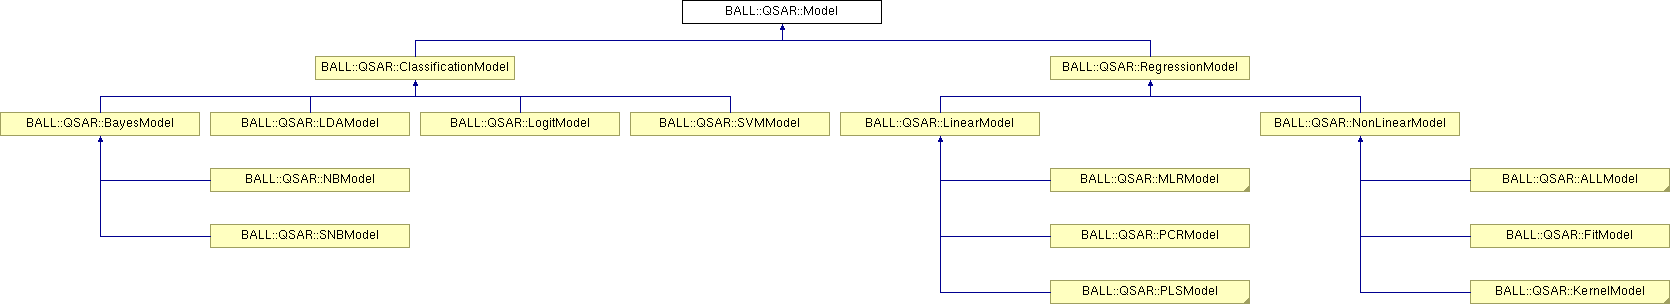 BALL::QSAR::Model
BALL::QSAR::ClassificationModel
BALL::QSAR::RegressionModel
BALL::QSAR::BayesModel
BALL::QSAR::LDAModel
BALL::QSAR::LogitModel
BALL::QSAR::SVMModel
BALL::QSAR::LinearModel
BALL::QSAR::NonLinearModel
BALL::QSAR::NBModel
BALL::QSAR::MLRModel
BALL::QSAR::ALLModel
BALL::QSAR::SNBModel
BALL::QSAR::PCRModel
BALL::QSAR::FitModel
BALL::QSAR::PLSModel
BALL::QSAR::KernelModel